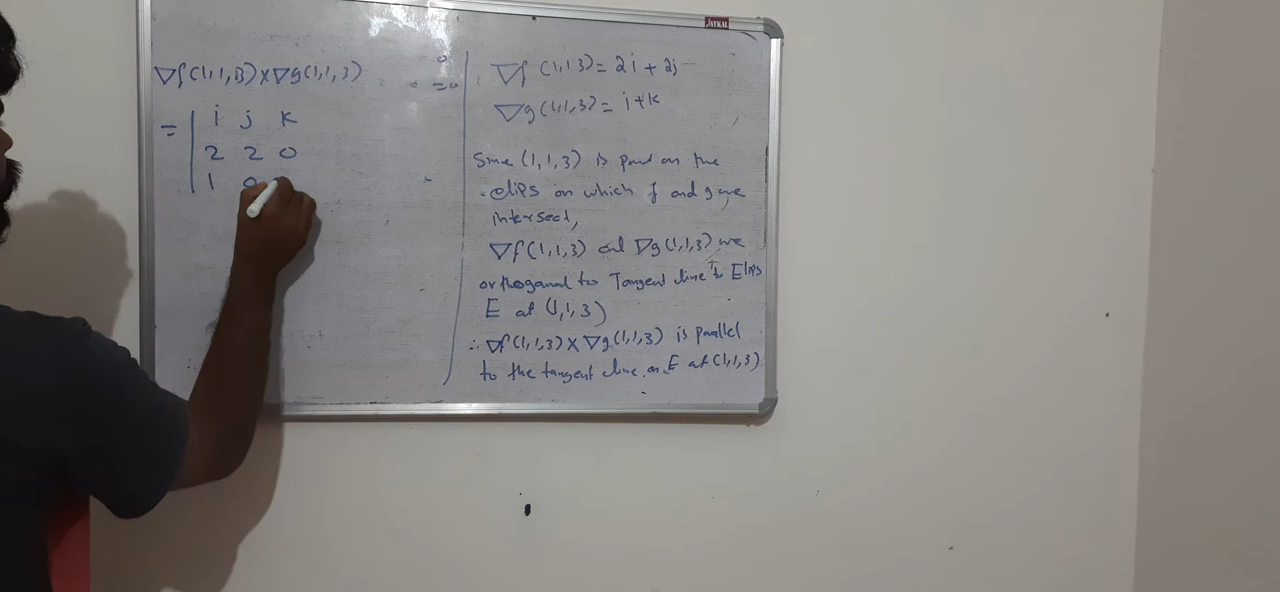 JAYKAL
∇f(1,1,3)×∇g(1,1,3)
= | i j k
2 2 0
1 0
= 0
∇f (1,1,3) = 2i + 2j
∇g(1,1,3) = i + k
Since (1,1,3) is point on the
elips on which f and g are
intersect,
∇f(1,1,3) and ∇g(1,1,3) are
orthogonal to Tangent line to Elips
E at (1,1,3)
∴ ∇f(1,1,3) × ∇g(1,1,3) is parallel
to the tangent line on E at (1,1,3)